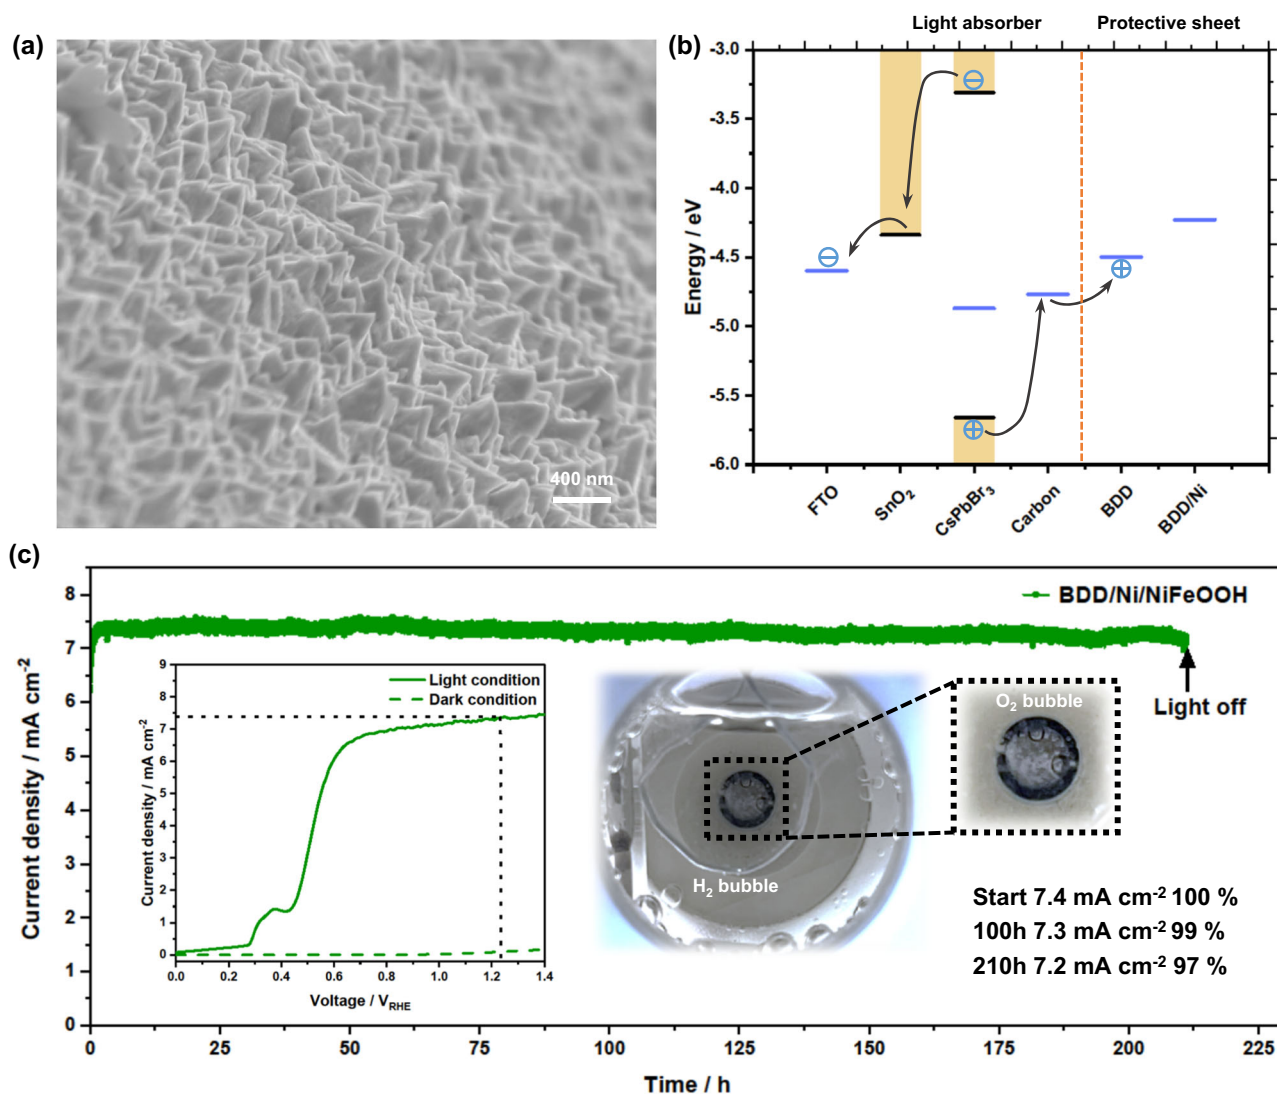 (a)
400 nm
(b)
Light absorber Protective sheet
-3.0
-3.5
-4.0
-4.5
-5.0
-5.5
-6.0
Energy / eV
FTO SnO₂ CsPbBr₃ Carbon BDD BDD/Ni
(c)
8
7
6
5
4
3
2
1
0
Current density / mA cm⁻²
BDD/Ni/NiFeOOH
Light off
9
8
7
6
5
4
3
2
1
0
Current density / mA cm⁻²
Light condition
Dark condition
0.0 0.2 0.4 0.6 0.8 1.0 1.2 1.4
Voltage / V_RHE
O₂ bubble
H₂ bubble
Start 7.4 mA cm⁻² 100 %
100h 7.3 mA cm⁻² 99 %
210h 7.2 mA cm⁻² 97 %
0 25 50 75 100 125 150 175 200 225
Time / h